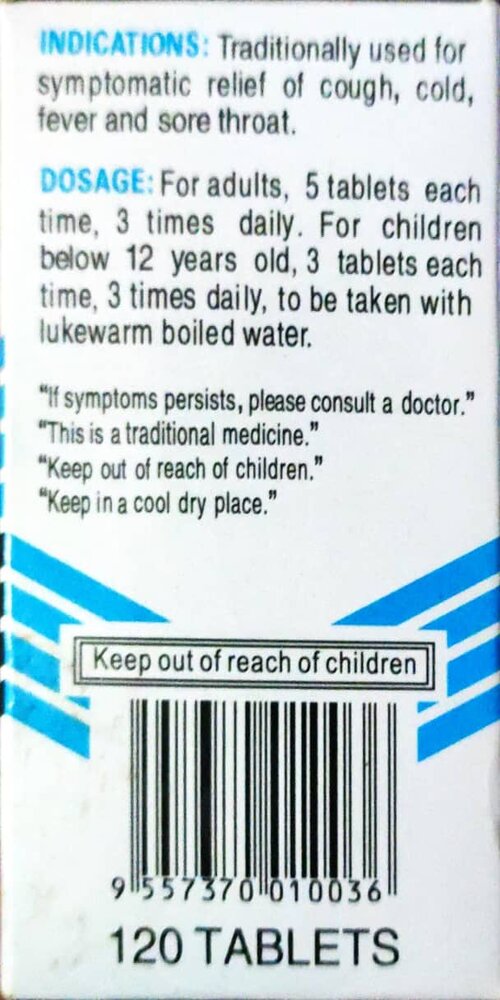 INDICATIONS: Traditionally used for
symptomatic relief of cough, cold,
fever and sore throat.
DOSAGE: For adults, 5 tablets each
time, 3 times daily. For children
below 12 years old, 3 tablets each
time, 3 times daily, to be taken with
lukewarm boiled water.
“If symptoms persists, please consult a doctor.”
“This is a traditional medicine.”
“Keep out of reach of children.”
“Keep in a cool dry place.”
Keep out of reach of children
9 557370 010036
120 TABLETS